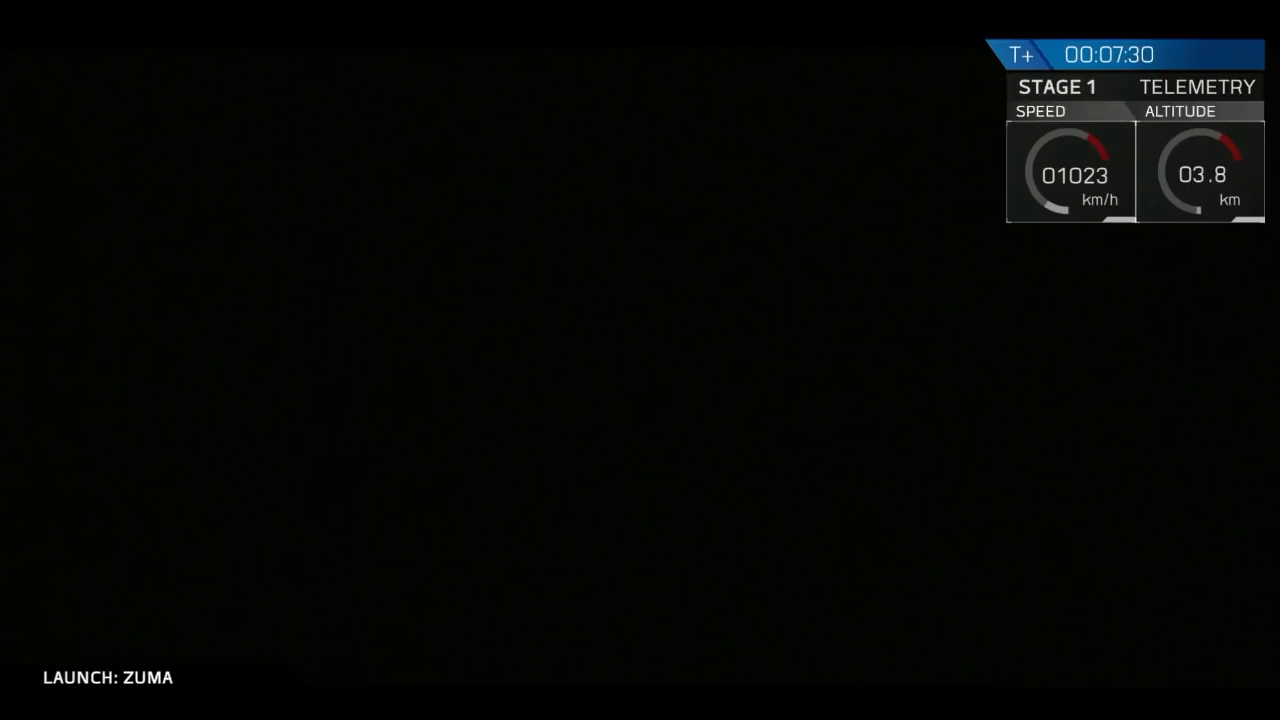 T+ 00:07:30
STAGE 1 TELEMETRY
SPEED ALTITUDE
01023 03.8
km/h km
LAUNCH: ZUMA